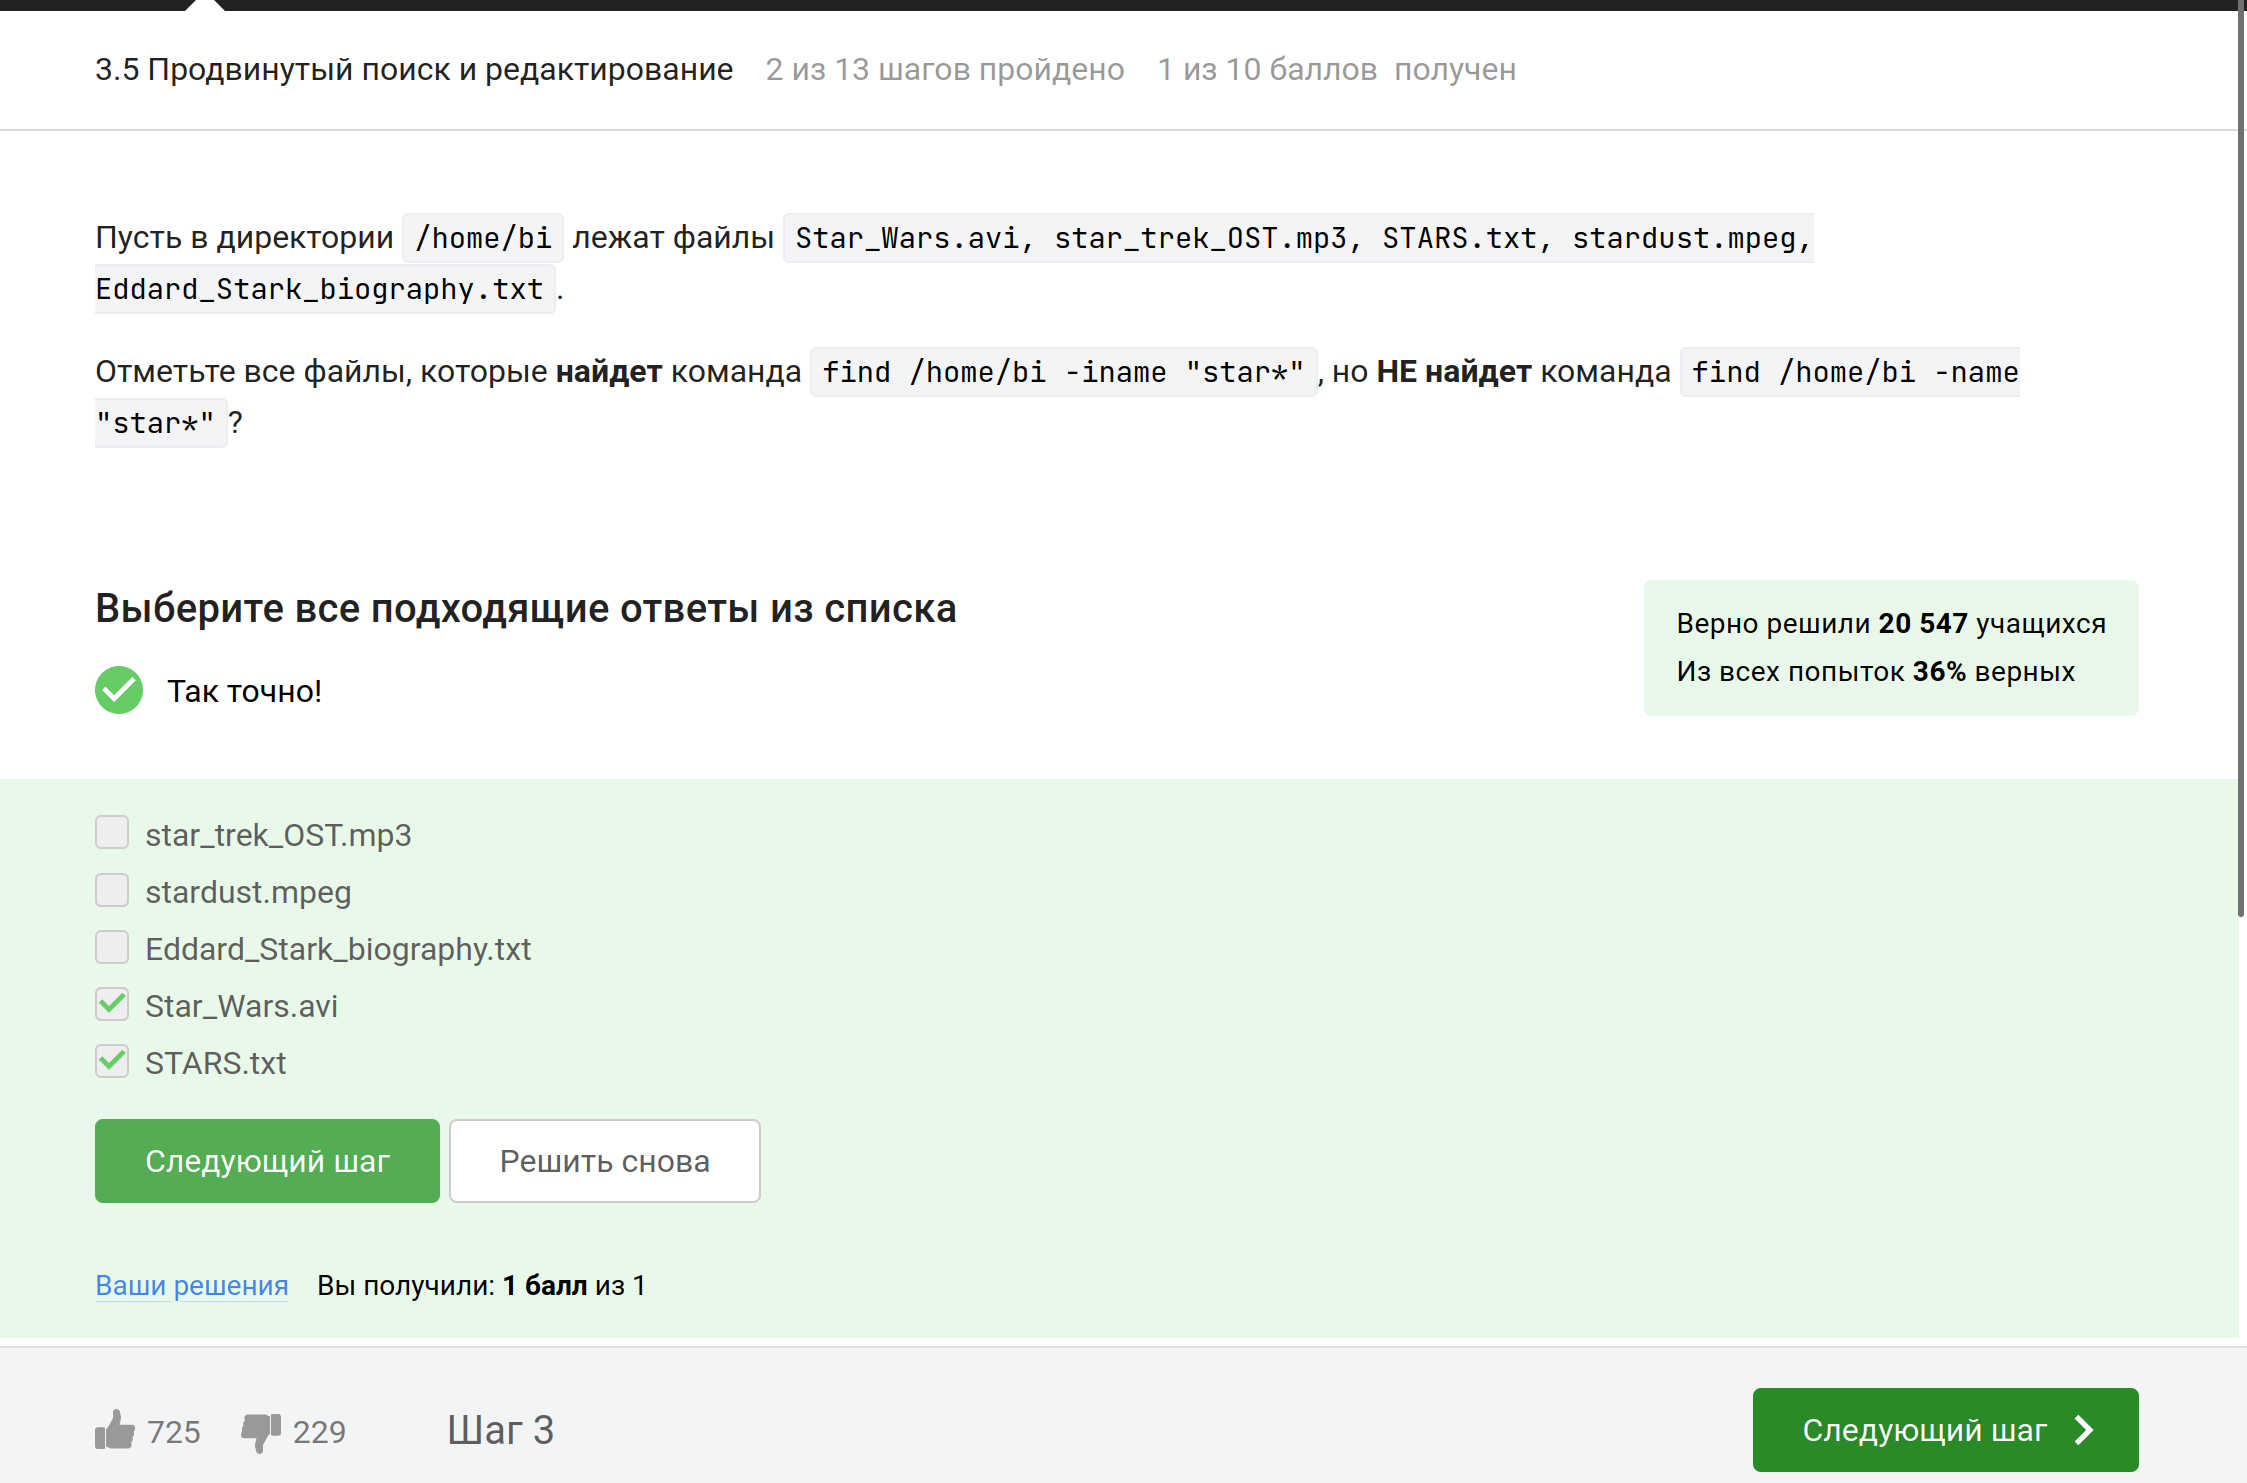 3.5 Продвинутый поиск и редактирование 2 из 13 шагов пройдено 1 из 10 баллов получен
Пусть в директории /home/bi лежат файлы Star_Wars.avi, star_trek_OST.mp3, STARS.txt, stardust.mpeg,
Eddard_Stark_biography.txt.
Отметьте все файлы, которые найдет команда find /home/bi -iname "star*", но НЕ найдет команда find /home/bi -name
"star*"?
Выберите все подходящие ответы из списка
Верно решили 20 547 учащихся
Из всех попыток 36% верных
Так точно!
star_trek_OST.mp3
stardust.mpeg
Eddard_Stark_biography.txt
Star_Wars.avi
STARS.txt
Следующий шаг Решить снова
Ваши решения Вы получили: 1 балл из 1
725 229 Шаг 3 Следующий шаг